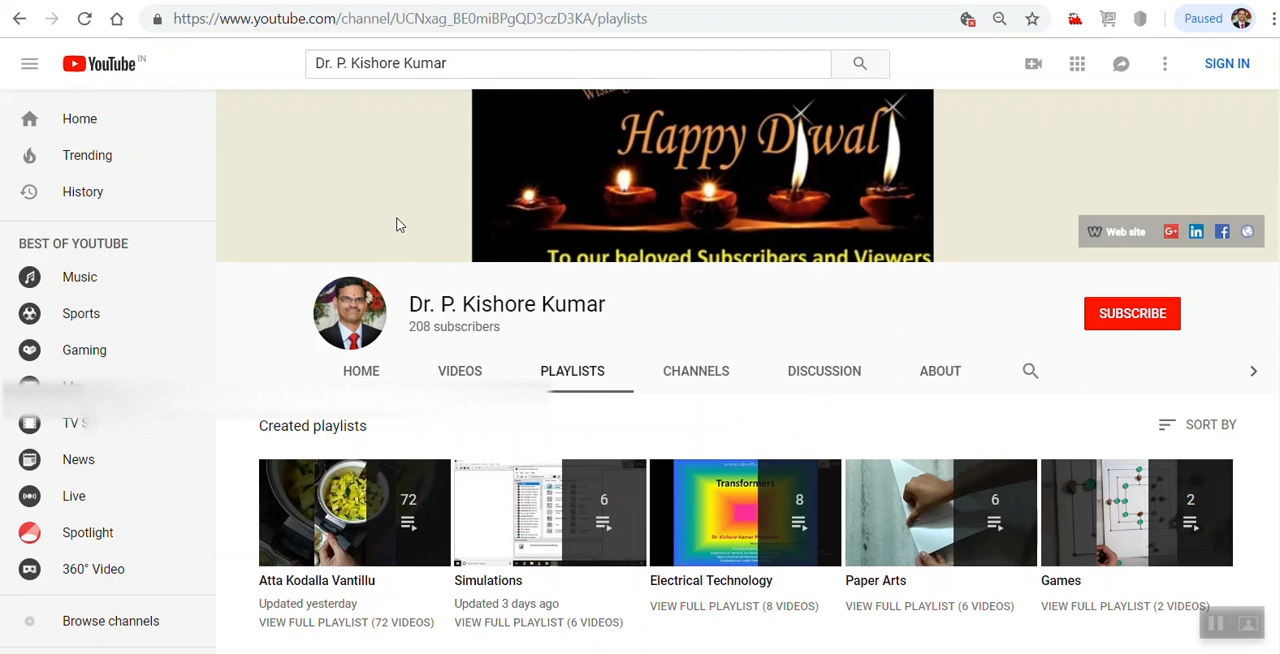 https://www.youtube.com/channel/UCNxag_BE0miBPgQD3czD3KA/playlists
Paused
YouTube IN
Dr. P. Kishore Kumar
SIGN IN
Home
Trending
History
BEST OF YOUTUBE
Music
Sports
Gaming
TV
News
Live
Spotlight
360° Video
Browse channels
Happy Diwali
To our beloved Subscribers and Viewers
Web site
Dr. P. Kishore Kumar
208 subscribers
SUBSCRIBE
HOME VIDEOS PLAYLISTS CHANNELS DISCUSSION ABOUT
Created playlists
SORT BY
72
Atta Kodalla Vantillu
Updated yesterday
VIEW FULL PLAYLIST (72 VIDEOS)
6
Simulations
Updated 3 days ago
VIEW FULL PLAYLIST (6 VIDEOS)
Transformers
8
Electrical Technology
VIEW FULL PLAYLIST (8 VIDEOS)
6
Paper Arts
VIEW FULL PLAYLIST (6 VIDEOS)
2
Games
VIEW FULL PLAYLIST (2 VIDEOS)